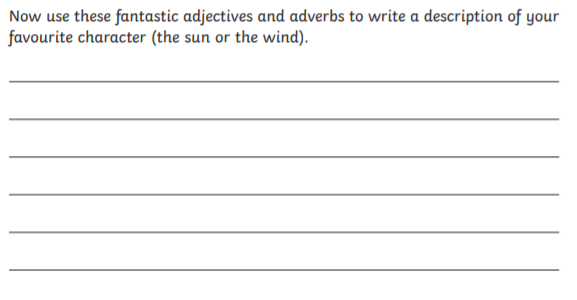 Now use these fantastic adjectives and adverbs to write a description of your
favourite character (the sun or the wind).